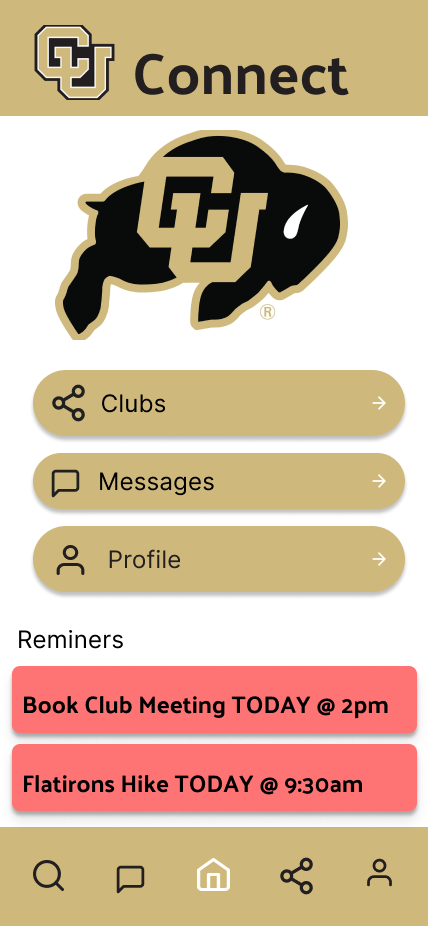 CU Connect
CU
®
Clubs
Messages
Profile
Reminers
Book Club Meeting TODAY @ 2pm
Flatirons Hike TODAY @ 9:30am